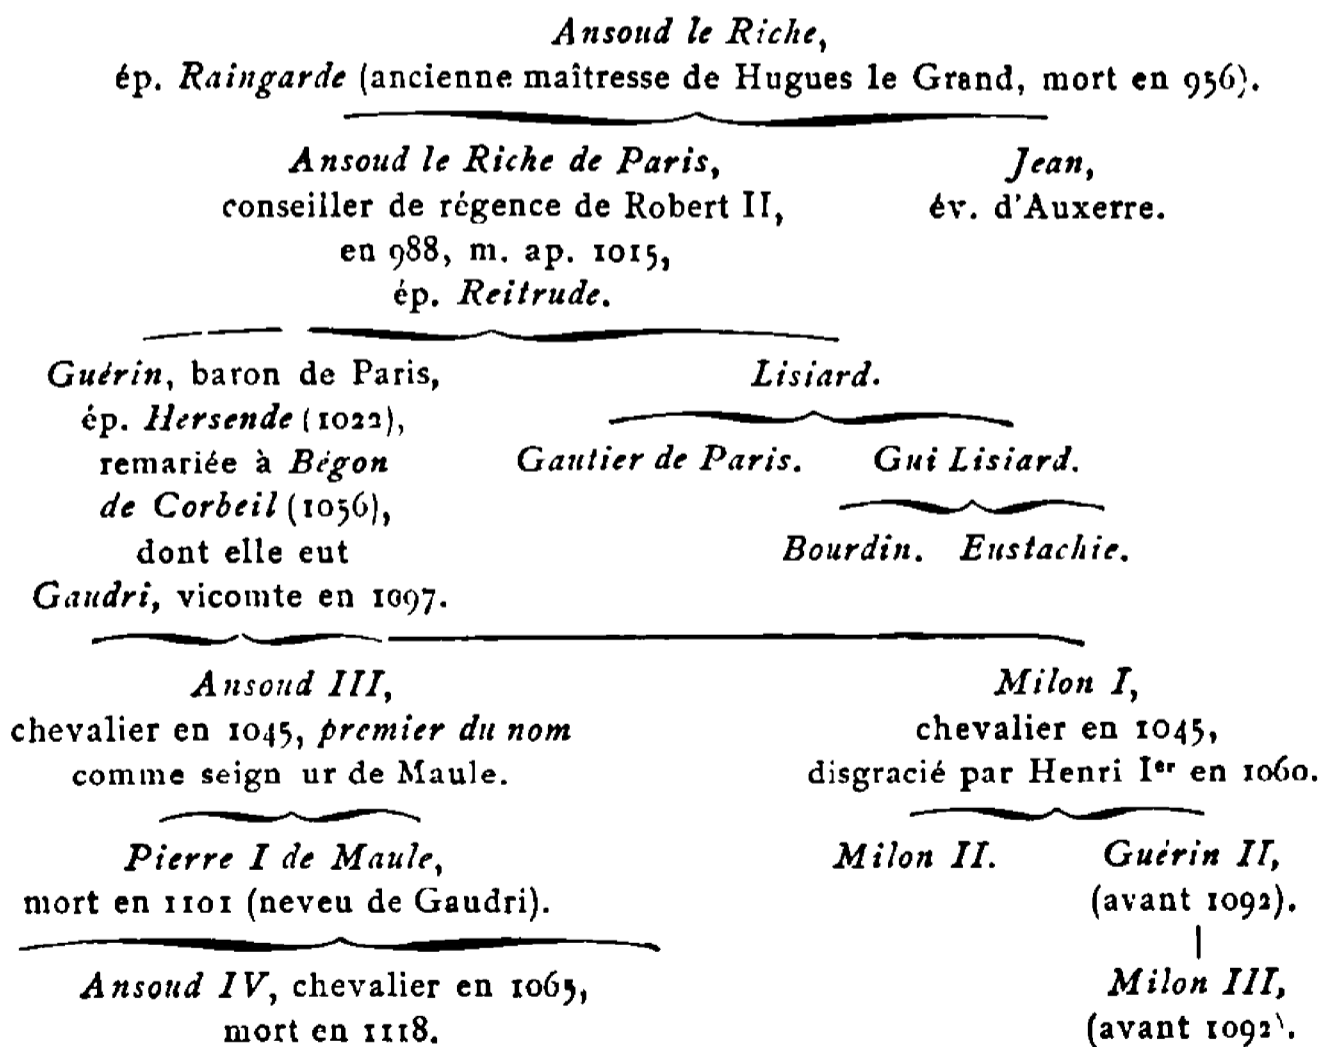 Ansoud le Riche,
ép. Raingarde (ancienne maîtresse de Hugues le Grand, mort en 956).
Ansoud le Riche de Paris,
conseiller de régence de Robert II,
en 988, m. ap. 1015,
ép. Reitrude.
Jean,
év. d'Auxerre.
Guérin, baron de Paris,
ép. Hersende (1022),
remariée à Bégon
de Corbeil (1056),
dont elle eut
Gaudri, vicomte en 1097.
Lisiard.
Gautier de Paris. Gui Lisiard.
Bourdin. Eustachie.
Ansoud III,
chevalier en 1045, premier du nom
comme seign ur de Maule.
Milon I,
chevalier en 1045,
disgracié par Henri Ier en 1060.
Pierre I de Maule,
mort en 1101 (neveu de Gaudri).
Milon II.
Guérin II,
(avant 1092).
Ansoud IV, chevalier en 1065,
mort en 1118.
Milon III,
(avant 1092).